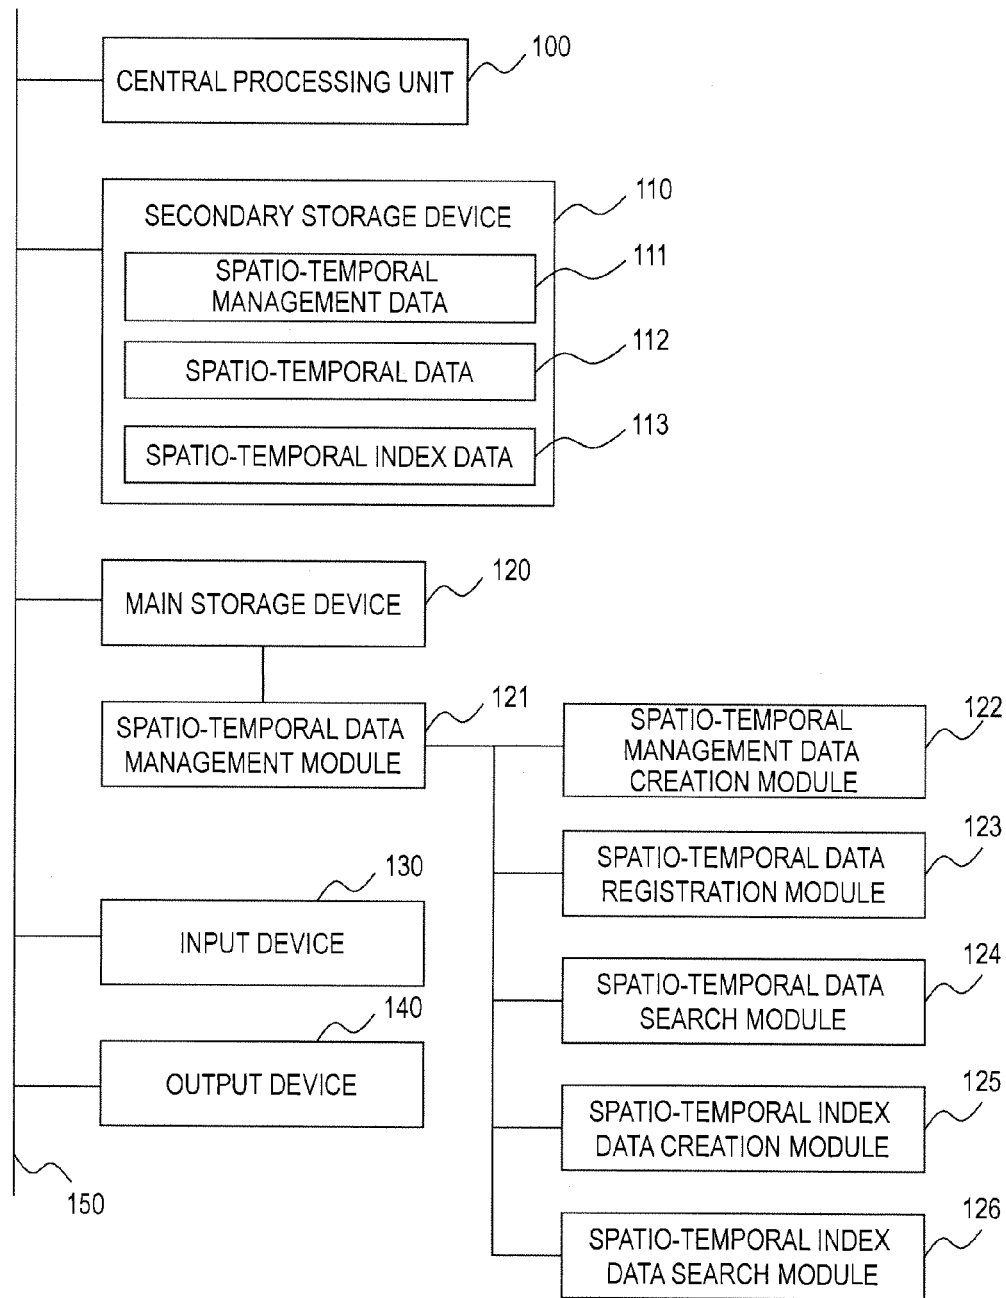 100
CENTRAL PROCESSING UNIT
110
SECONDARY STORAGE DEVICE
111
SPATIO-TEMPORAL
MANAGEMENT DATA
112
SPATIO-TEMPORAL DATA
113
SPATIO-TEMPORAL INDEX DATA
120
MAIN STORAGE DEVICE
121
SPATIO-TEMPORAL DATA
MANAGEMENT MODULE
122
SPATIO-TEMPORAL
MANAGEMENT DATA
CREATION MODULE
123
SPATIO-TEMPORAL DATA
REGISTRATION MODULE
124
SPATIO-TEMPORAL DATA
SEARCH MODULE
125
SPATIO-TEMPORAL INDEX
DATA CREATION MODULE
126
SPATIO-TEMPORAL INDEX
DATA SEARCH MODULE
130
INPUT DEVICE
140
OUTPUT DEVICE
150